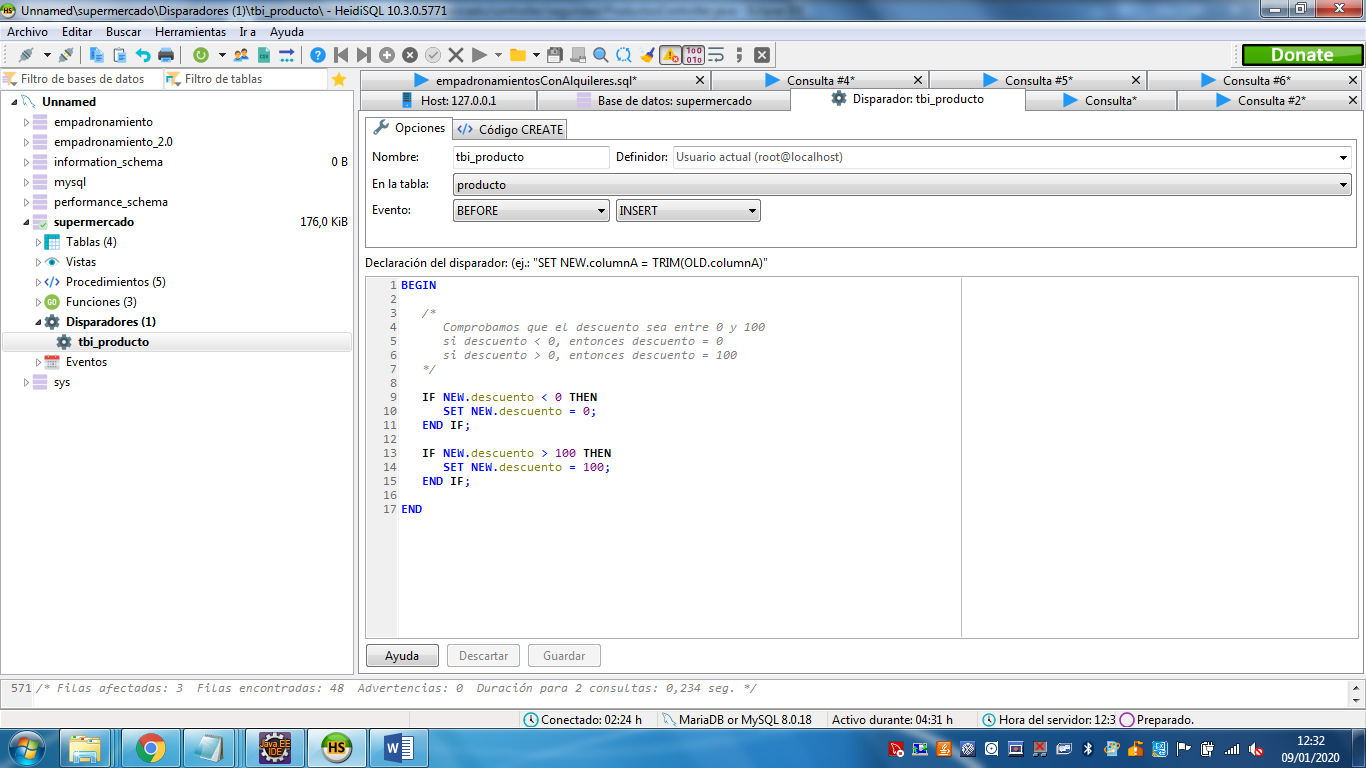 Unnamed\supermercado\Disparadores (1)\tbi_producto\ - HeidiSQL 10.3.0.5771
Archivo Editar Buscar Herramientas Ir a Ayuda
Donate
Filtro de bases de datos Filtro de tablas
empadronamientosConAlquileres.sql* Consulta #4* Consulta #5* Consulta #6*
Host: 127.0.0.1 Base de datos: supermercado Disparador: tbi_producto Consulta* Consulta #2*
Unnamed
empadronamiento
empadronamiento_2.0
information_schema 0 B
mysql
performance_schema
supermercado 176,0 KiB
Tablas (4)
Vistas
Procedimientos (5)
Funciones (3)
Disparadores (1)
tbi_producto
Eventos
sys
Opciones Código CREATE
Nombre: tbi_producto Definidor: Usuario actual (root@localhost)
En la tabla: producto
Evento: BEFORE INSERT
Declaración del disparador: (ej.: "SET NEW.columnA = TRIM(OLD.columnA)"
1 BEGIN
2
3 /*
4 Comprobamos que el descuento sea entre 0 y 100
5 si descuento < 0, entonces descuento = 0
6 si descuento > 0, entonces descuento = 100
7 */
8
9 IF NEW.descuento < 0 THEN
10 SET NEW.descuento = 0;
11 END IF;
12
13 IF NEW.descuento > 100 THEN
14 SET NEW.descuento = 100;
15 END IF;
16
17 END
Ayuda Descartar Guardar
571 /* Filas afectadas: 3 Filas encontradas: 48 Advertencias: 0 Duración para 2 consultas: 0,234 seg. */
Conectado: 02:24 h MariaDB or MySQL 8.0.18 Activo durante: 04:31 h Hora del servidor: 12:3 Preparado.
Java EE
IDE
HS
W
12:32
09/01/2020